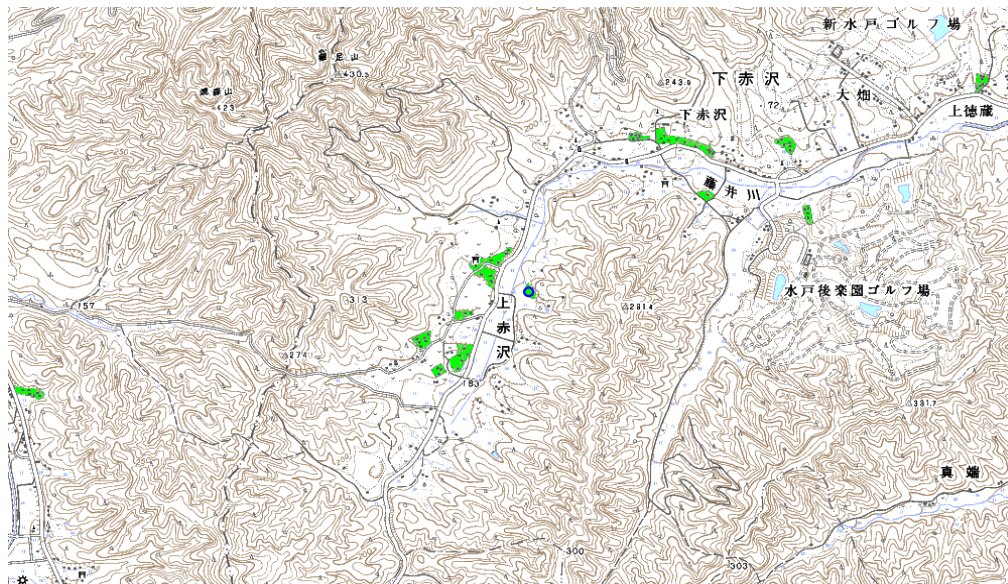 新水戸ゴルフ場
202
430.5
423
243.9
下赤沢
72
大畑
下赤沢
上徳蔵
藤井川
157
313
291.4
水戸後楽園ゴルフ場
上赤沢
274
183
331.7
真端
300
303